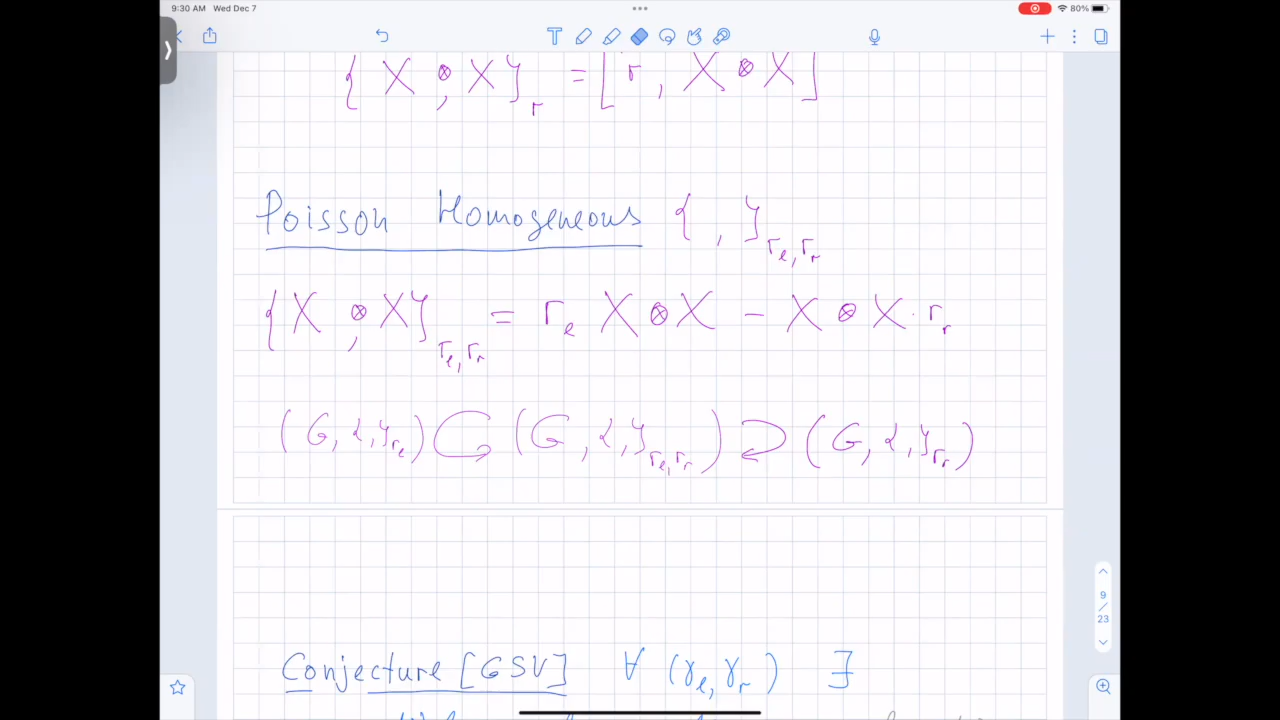 9:30 AM Wed Dec 7
80%
{X ⊗, X}_r = [r, X ⊗ X]
Poisson Homogeneous { , }_{r_ℓ, r_r}
{X ⊗, X}_{r_ℓ, r_r} = r_ℓ X ⊗ X − X ⊗ X · r_r
(G, {,}_{r_ℓ}) ↻ (G, {,}_{r_ℓ, r_r}) ↻ (G, {,}_{r_r})
9
/
23
Conjecture [GSV] ∀ (γ_ℓ, γ_r) ∃